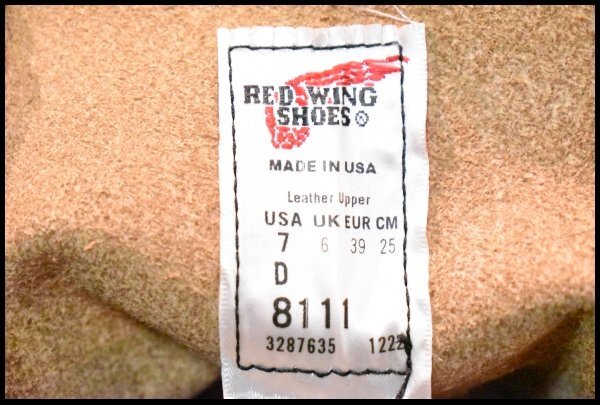 RED WING
SHOES®
MADE IN USA
Leather Upper
USA UK EUR CM
7 6 39 25
D
8111
3287635 1222